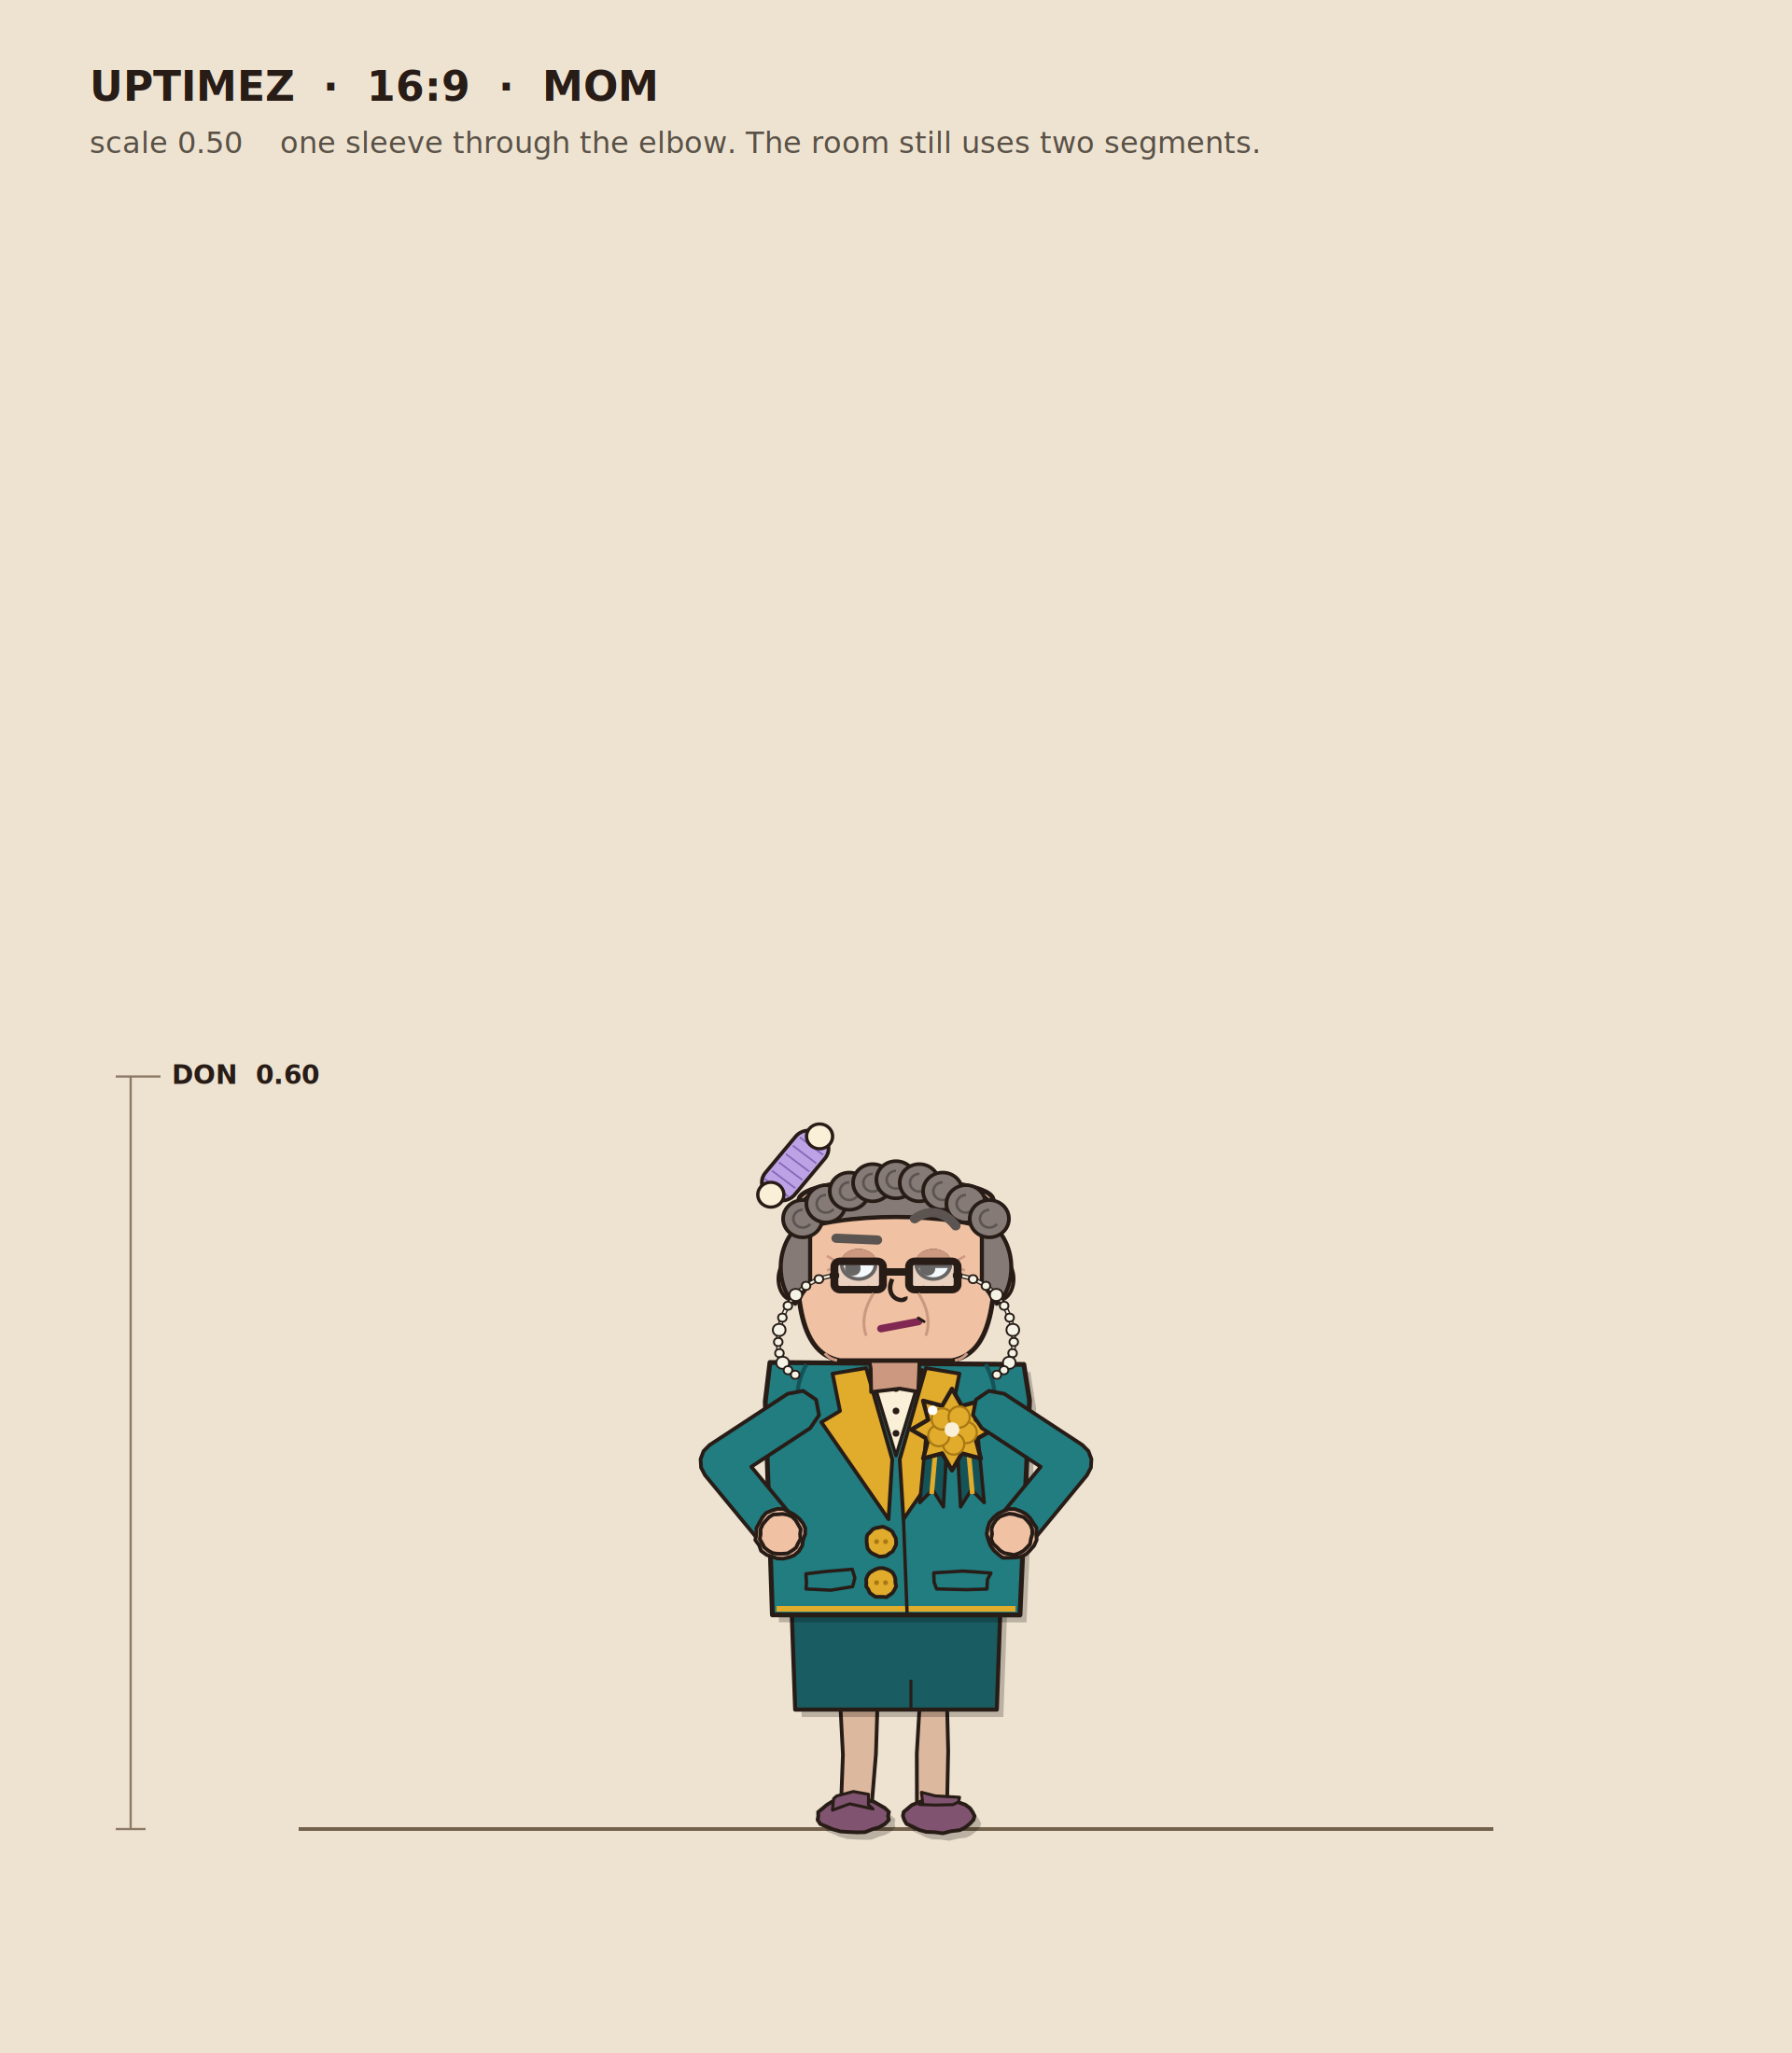 UPTIMEZ · 16:9 · MOM
scale 0.50 one sleeve through the elbow. The room still uses two segments.
DON 0.60